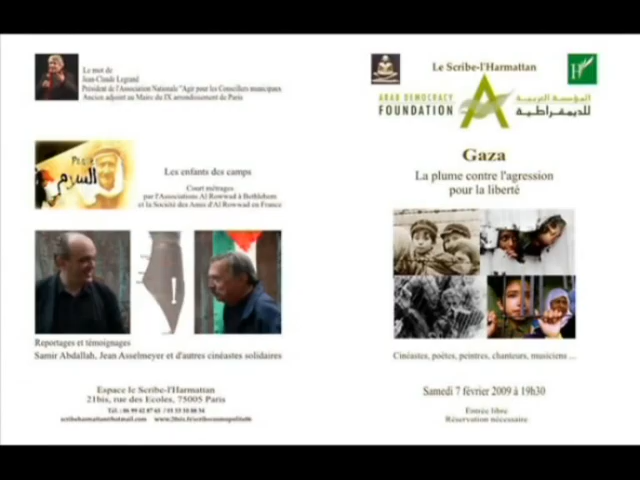 Le mot de
Jean-Claude Legrand
Président de l'Association Nationale "Agir pour les Conseillers municipaux
Ancien adjoint au Maire du IX arrondissement de Paris
السلام
Les enfants des camps
Court métrages
par l'Associations Al Rowwad à Bethlehem
et la Société des Amis d'Al Rowwad en France
Reportages et témoignages
Samir Abdallah, Jean Asselmeyer et d'autres cinéastes solidaires
Espace le Scribe-l'Harmattan
21bis, rue des Ecoles, 75005 Paris
Le Scribe-l'Harmattan
ARAB DEMOCRACY
FOUNDATION
المؤسسة العربية
للديمقراطية
Gaza
La plume contre l'agression
pour la liberté
Cinéastes, poètes, peintres, chanteurs, musiciens ...
Samedi 7 février 2009 à 19h30
Entrée libre
Réservation nécessaire